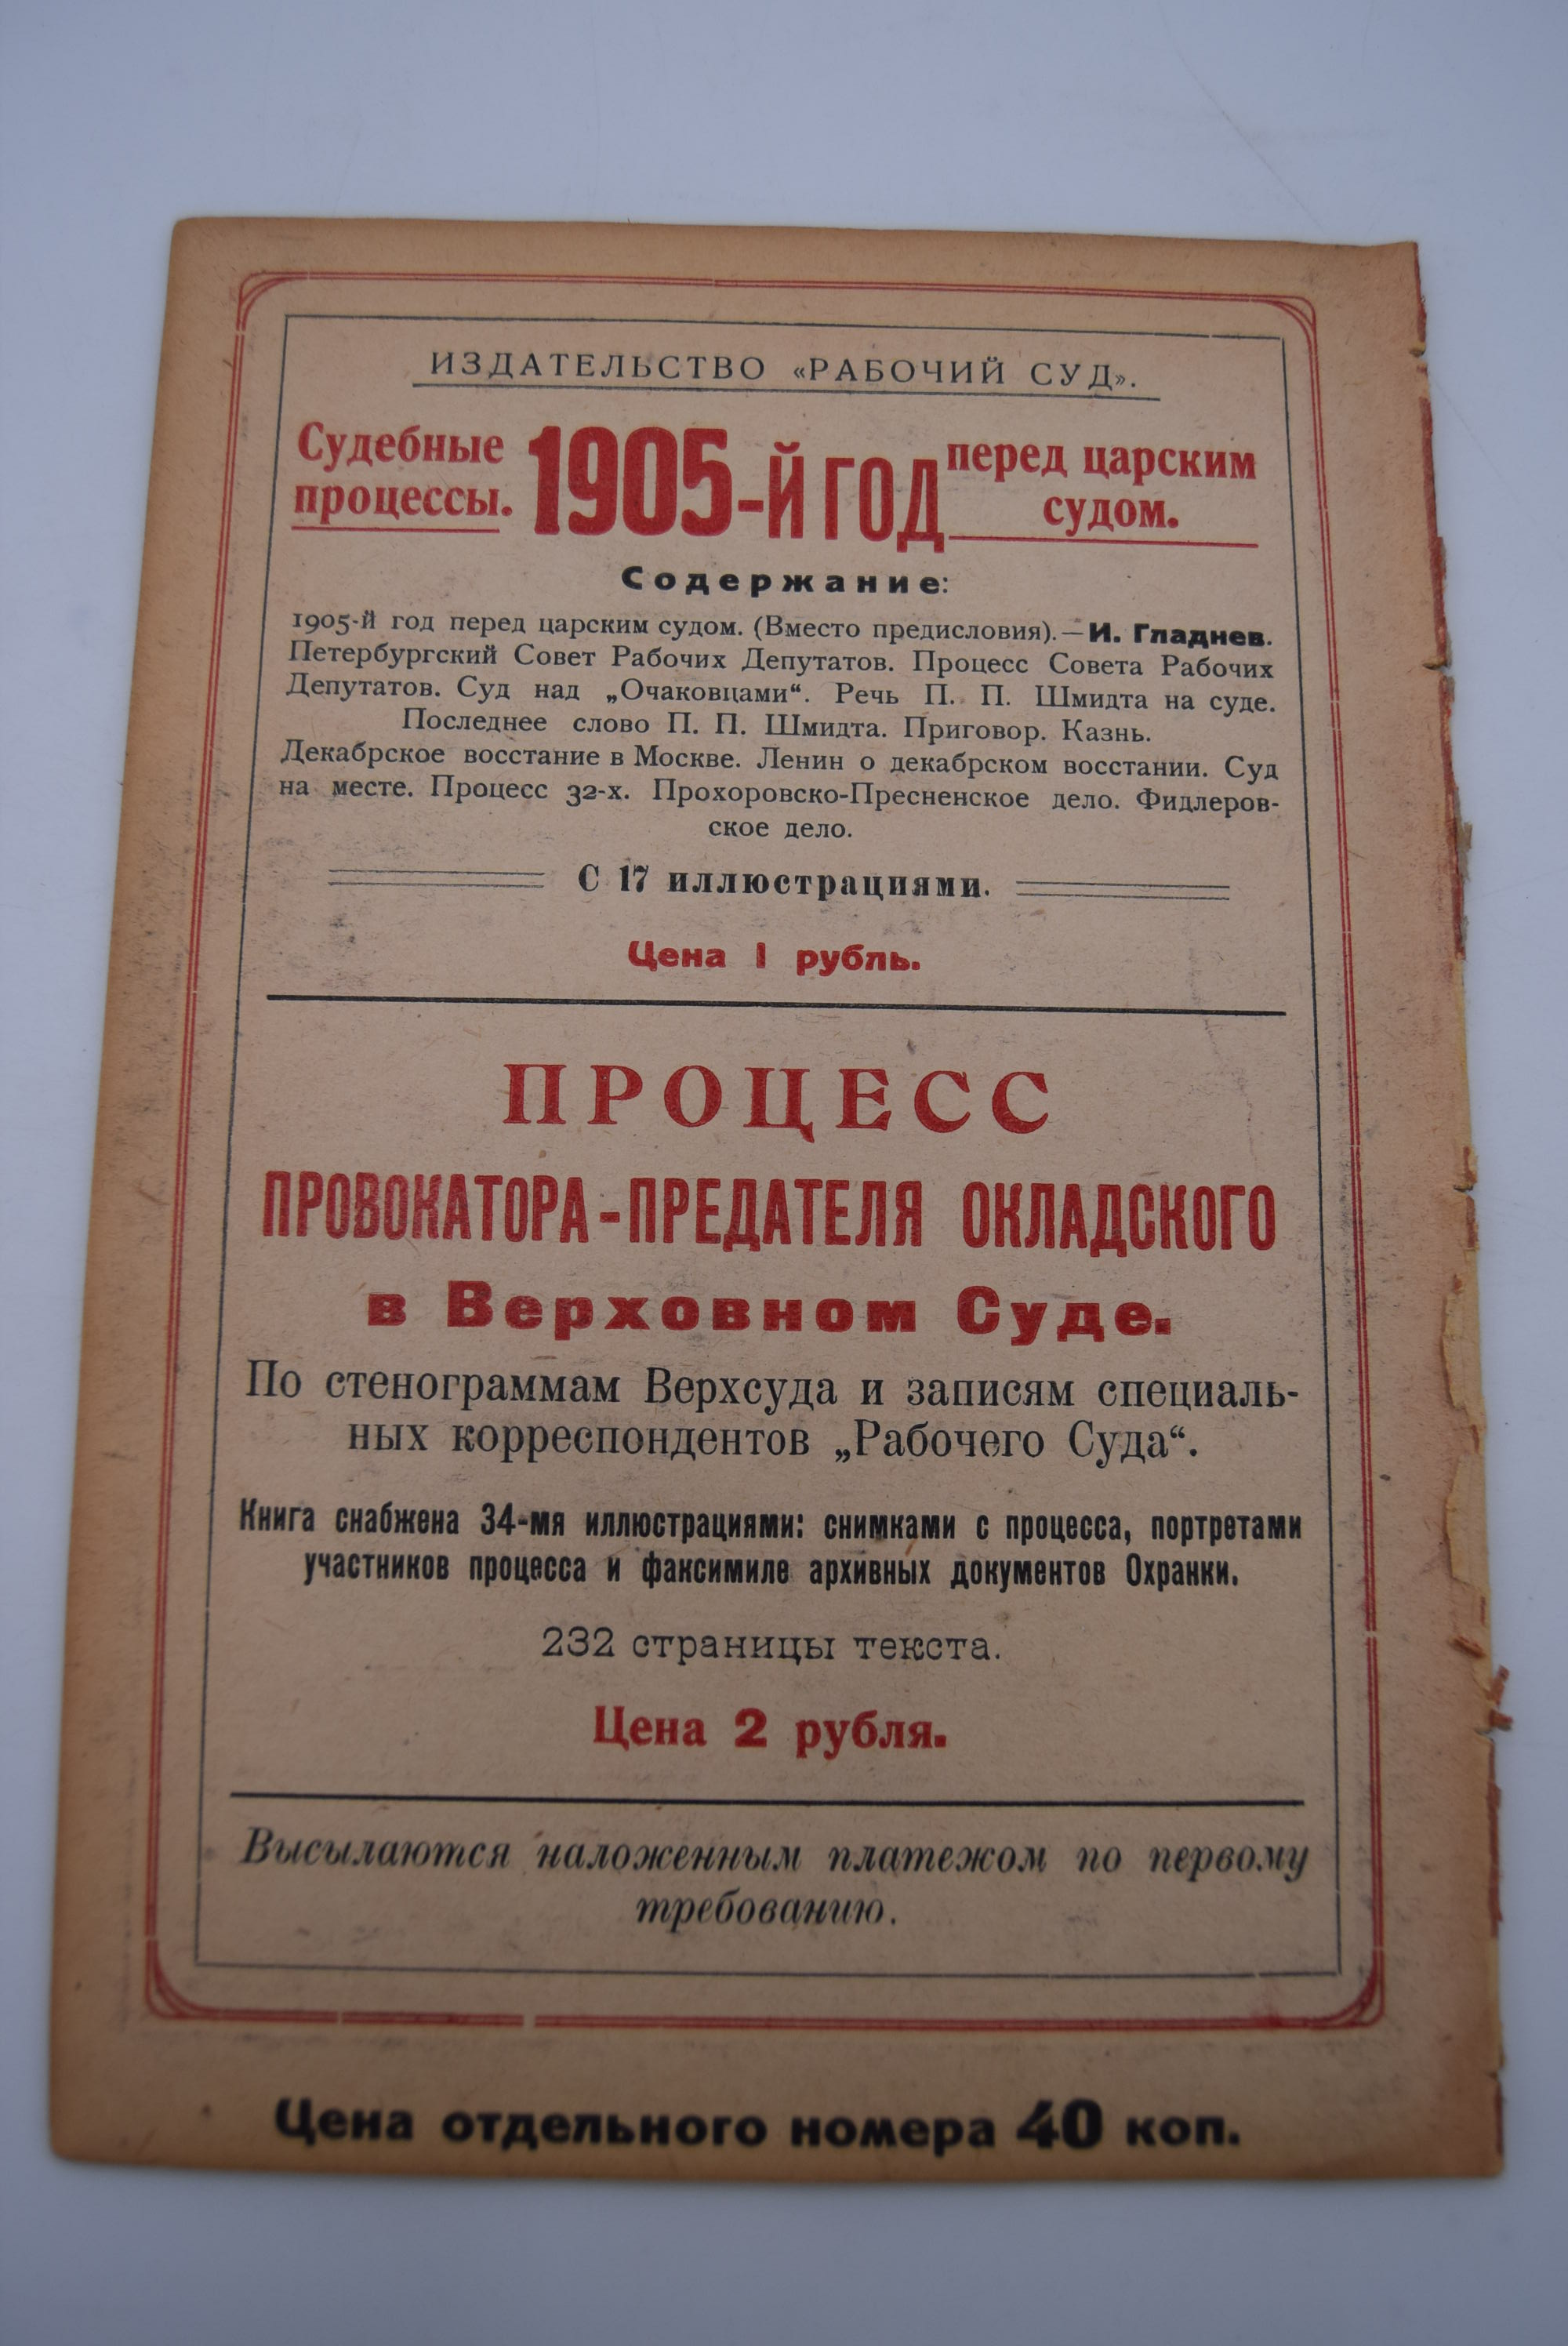 ИЗДАТЕЛЬСТВО «РАБОЧИЙ СУД».
Судебные процессы. 1905-й год перед царским судом.
Содержание:
1905-й год перед царским судом. (Вместо предисловия).—И. Гладнев.
Петербургский Совет Рабочих Депутатов. Процесс Совета Рабочих
Депутатов. Суд над „Очаковцами“. Речь П. П. Шмидта на суде.
Последнее слово П. П. Шмидта. Приговор. Казнь.
Декабрское восстание в Москве. Ленин о декабрском восстании. Суд
на месте. Процесс 32-х. Прохоровско-Пресненское дело. Фидлеров-
ское дело.
С 17 иллюстрациями.
Цена 1 рубль.
ПРОЦЕСС
ПРОВОКАТОРА-ПРЕДАТЕЛЯ ОКЛАДСКОГО
в Верховном Суде.
По стенограммам Верхсуда и записям специаль-
ных корреспондентов „Рабочего Суда“.
Книга снабжена 34-мя иллюстрациями: снимками с процесса, портретами
участников процесса и факсимиле архивных документов Охранки.
232 страницы текста.
Цена 2 рубля.
Высылаются наложенным платежом по первому
требованию.
Цена отдельного номера 40 коп.